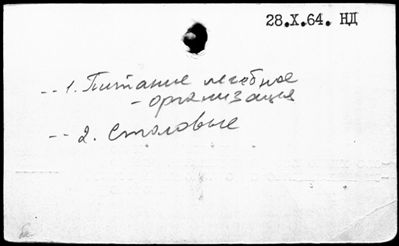 28.X.64. НД
-- 1. Питание лечебное
- организация
-- 2. Столовые